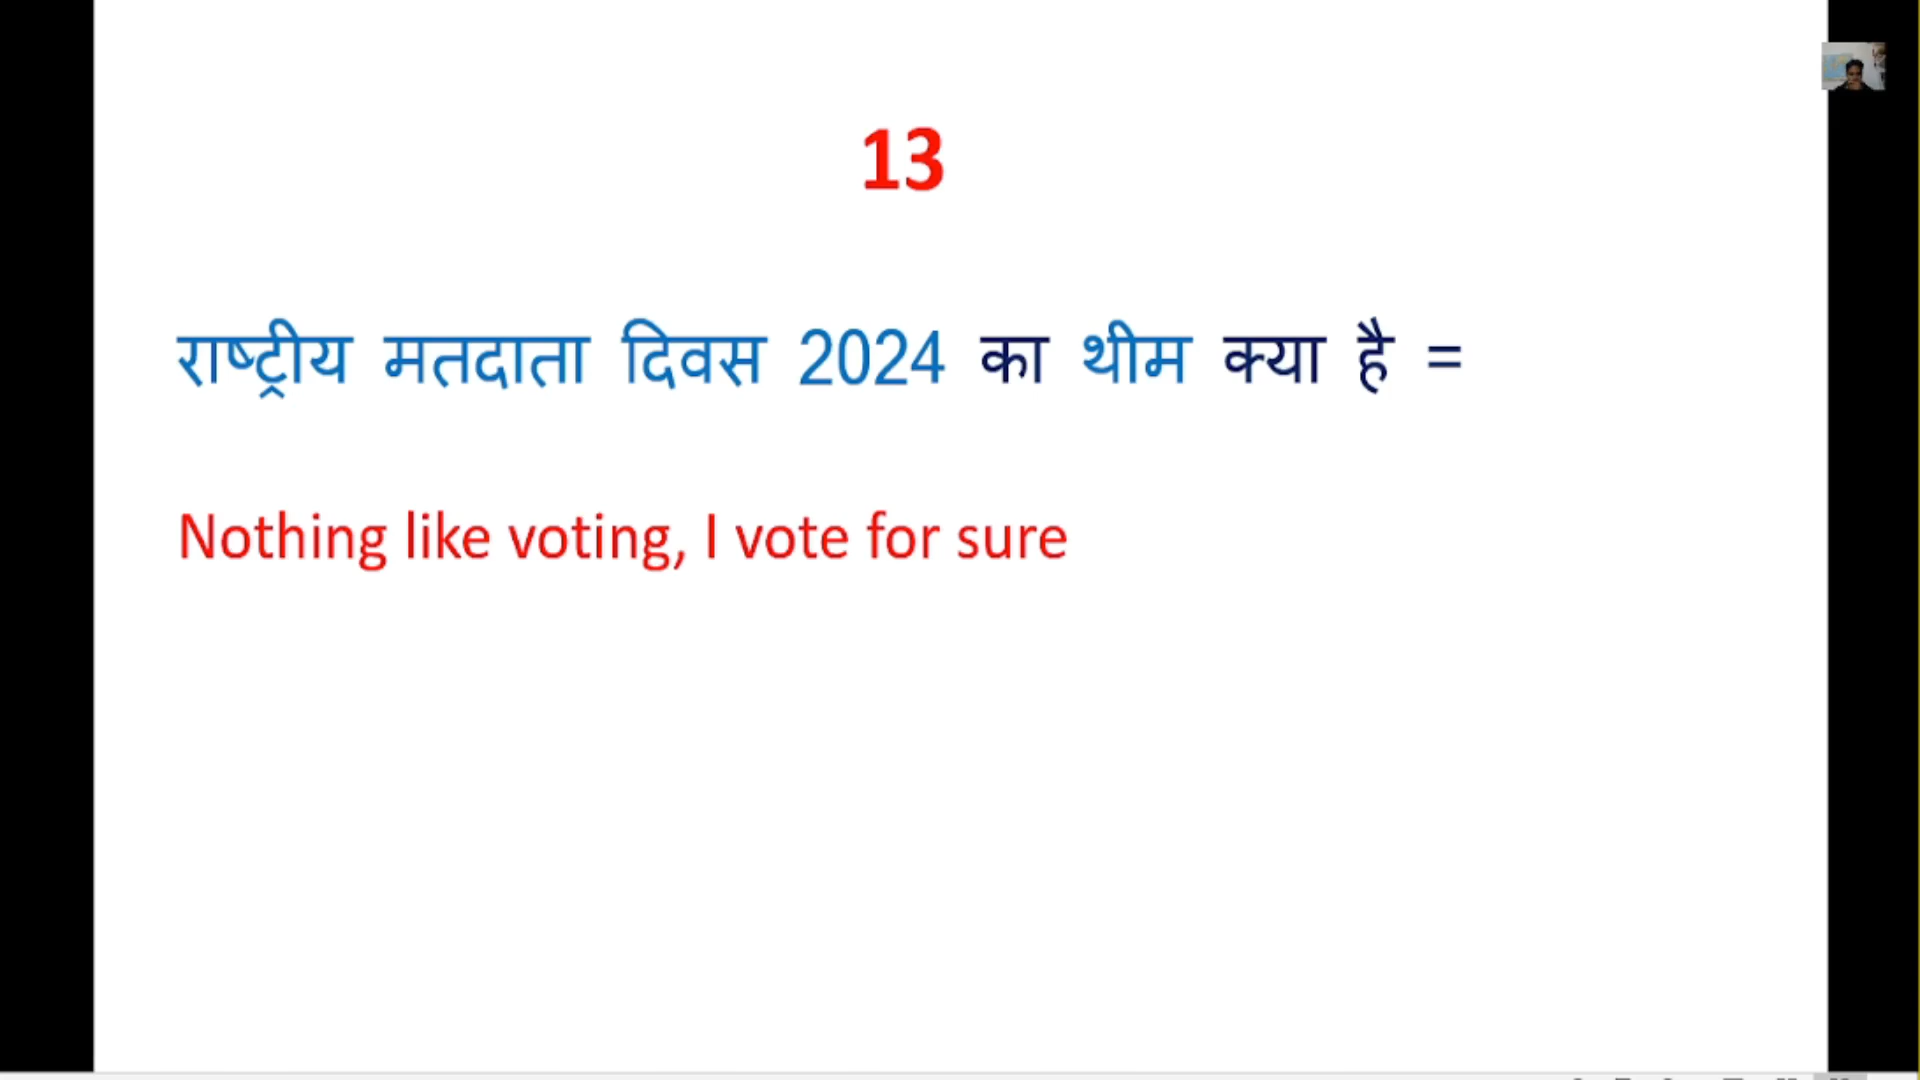 13
राष्ट्रीय मतदाता दिवस 2024 का थीम क्या है =
Nothing like voting, I vote for sure